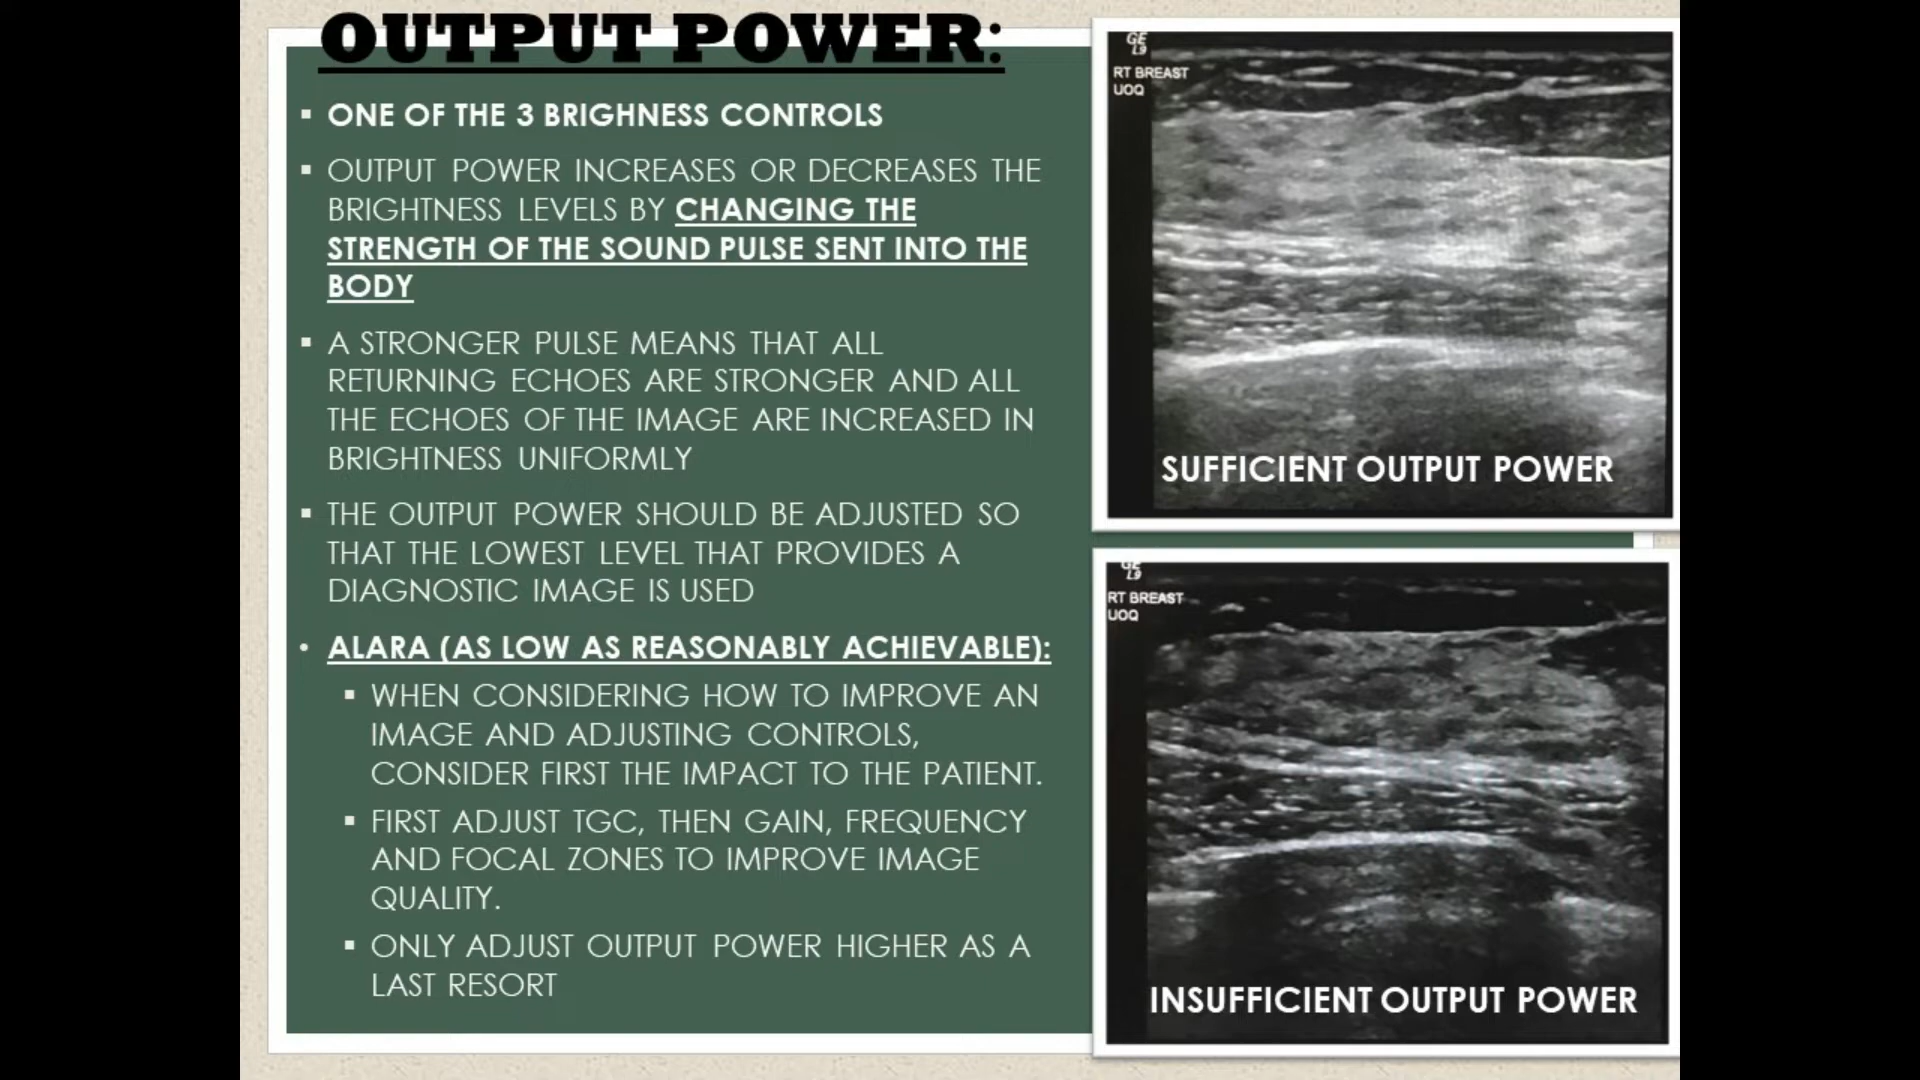 OUTPUT POWER:
ONE OF THE 3 BRIGHNESS CONTROLS
OUTPUT POWER INCREASES OR DECREASES THE
BRIGHTNESS LEVELS BY CHANGING THE
STRENGTH OF THE SOUND PULSE SENT INTO THE
BODY
A STRONGER PULSE MEANS THAT ALL
RETURNING ECHOES ARE STRONGER AND ALL
THE ECHOES OF THE IMAGE ARE INCREASED IN
BRIGHTNESS UNIFORMLY
THE OUTPUT POWER SHOULD BE ADJUSTED SO
THAT THE LOWEST LEVEL THAT PROVIDES A
DIAGNOSTIC IMAGE IS USED
ALARA (AS LOW AS REASONABLY ACHIEVABLE):
WHEN CONSIDERING HOW TO IMPROVE AN
IMAGE AND ADJUSTING CONTROLS,
CONSIDER FIRST THE IMPACT TO THE PATIENT.
FIRST ADJUST TGC, THEN GAIN, FREQUENCY
AND FOCAL ZONES TO IMPROVE IMAGE
QUALITY.
ONLY ADJUST OUTPUT POWER HIGHER AS A
LAST RESORT
GE
L9
RT BREAST
UOQ
SUFFICIENT OUTPUT POWER
GE
L9
RT BREAST
UOQ
INSUFFICIENT OUTPUT POWER